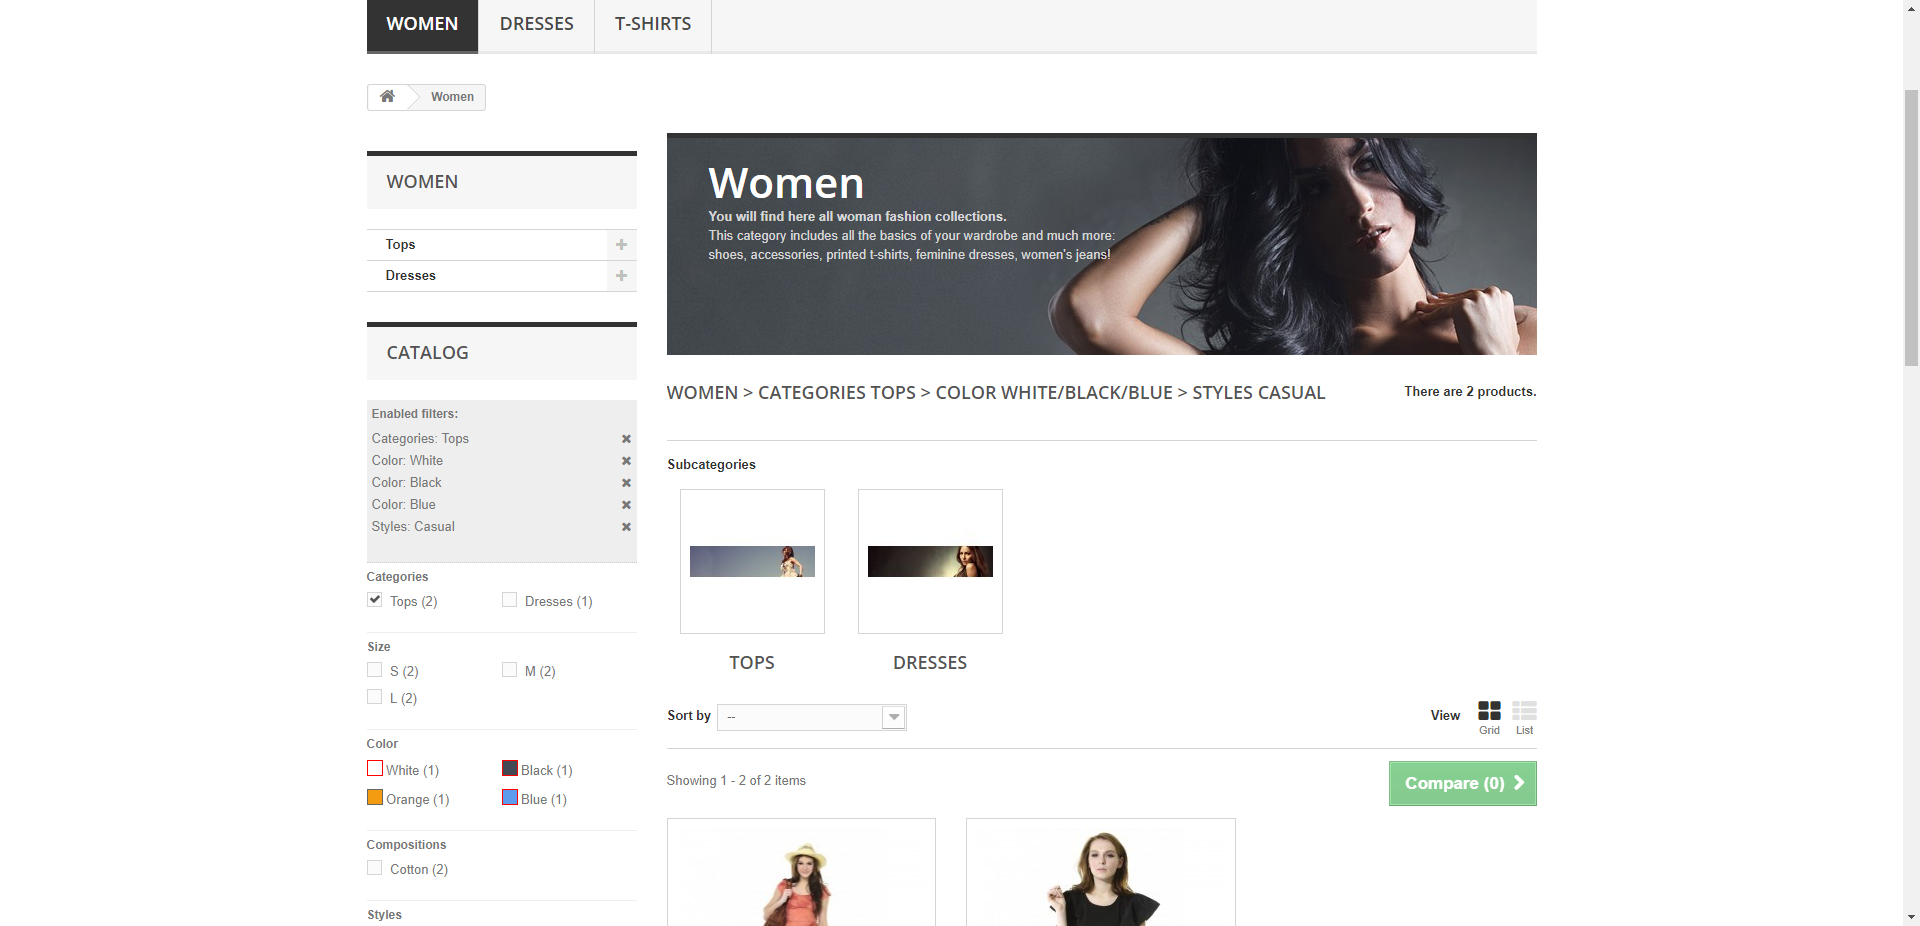 WOMEN
DRESSES
T-SHIRTS
Women
WOMEN
Tops
Dresses
CATALOG
Enabled filters:
Categories: Tops
Color: White
Color: Black
Color: Blue
Styles: Casual
Categories
Tops (2)
Dresses (1)
Size
S (2)
M (2)
L (2)
Color
White (1)
Black (1)
Orange (1)
Blue (1)
Compositions
Cotton (2)
Styles
Women
You will find here all woman fashion collections.
This category includes all the basics of your wardrobe and much more:
shoes, accessories, printed t-shirts, feminine dresses, women's jeans!
WOMEN > CATEGORIES TOPS > COLOR WHITE/BLACK/BLUE > STYLES CASUAL
There are 2 products.
Subcategories
TOPS
DRESSES
Sort by
--
View
Grid
List
Showing 1 - 2 of 2 items
Compare (0)